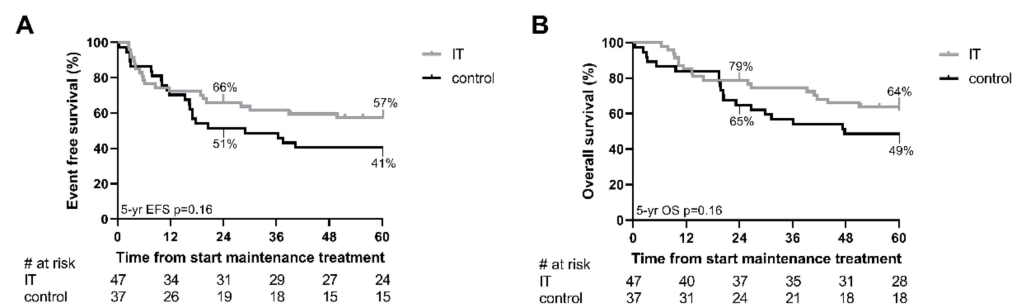 A
Event free survival (%)
100
80
60
40
20
0
IT
control
66%
57%
51%
41%
5-yr EFS p=0.16
0 12 24 36 48 60
Time from start maintenance treatment
# at risk
IT 47 34 31 29 27 24
control 37 26 19 18 15 15
B
Overall survival (%)
100
80
60
40
20
0
IT
control
79%
64%
65%
49%
5-yr OS p=0.16
0 12 24 36 48 60
Time from start maintenance treatment
# at risk
IT 47 40 37 35 31 28
control 37 31 24 21 18 18